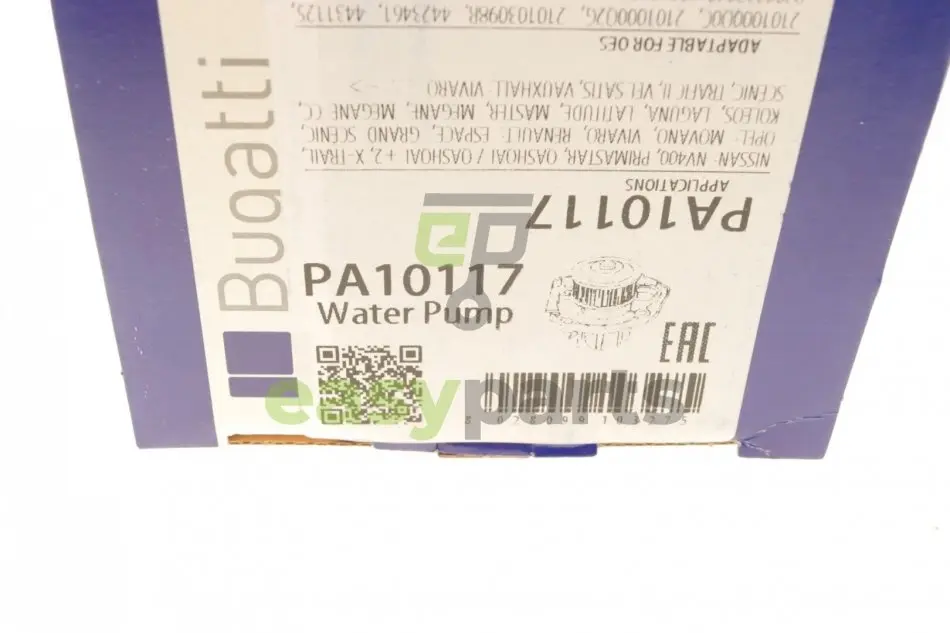 Bugatti
PA10117
Water Pump
EAC
PA10117
APPLICATIONS
NISSAN: NV400, PRIMASTAR, QASHQAI / QASHQAI + 2, X-TRAIL,
OPEL: MOVANO, VIVARO, RENAULT: ESPACE, GRAND SCENIC,
KOLEOS, LAGUNA, LATITUDE, MASTER, MEGANE, MEGANE CC,
SCENIC, TRAFIC II, VEL SATIS, VAUXHALL: VIVARO
ADAPTABLE FOR OES
210100000C, 210100002G, 210103098R, 4423461, 4431125,
easyparts